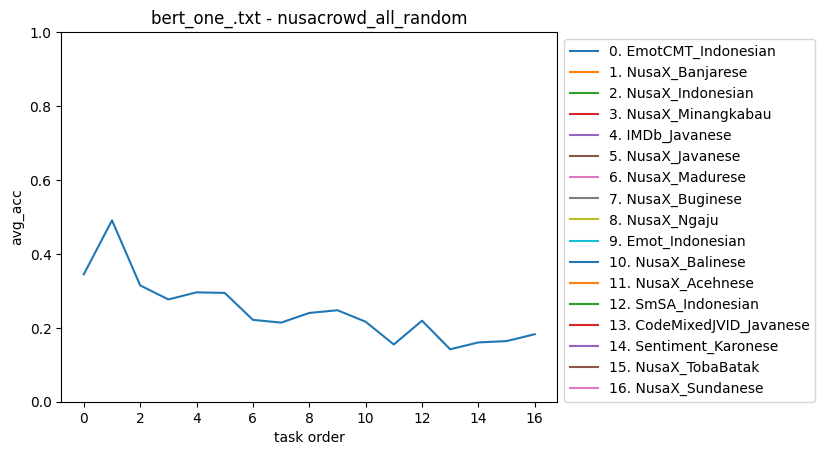 bert_one_.txt - nusacrowd_all_random
1.0
0.8
0.6
0.4
0.2
0.0
avg_acc
0 2 4 6 8 10 12 14 16
task order
0. EmotCMT_Indonesian
1. NusaX_Banjarese
2. NusaX_Indonesian
3. NusaX_Minangkabau
4. IMDb_Javanese
5. NusaX_Javanese
6. NusaX_Madurese
7. NusaX_Buginese
8. NusaX_Ngaju
9. Emot_Indonesian
10. NusaX_Balinese
11. NusaX_Acehnese
12. SmSA_Indonesian
13. CodeMixedJVID_Javanese
14. Sentiment_Karonese
15. NusaX_TobaBatak
16. NusaX_Sundanese